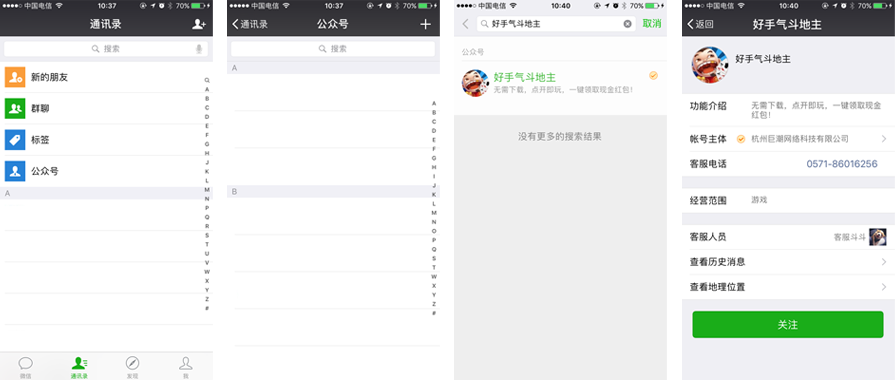 中国电信 10:37 70%
通讯录
搜索
新的朋友
群聊
标签
公众号
A
A
B
C
D
E
F
G
H
J
K
L
M
N
P
Q
R
S
T
U
V
W
X
Y
Z
#
微信 通讯录 发现 我
中国电信 10:37 70%
通讯录 公众号
搜索
A
B
A
B
C
D
E
F
G
H
I
J
K
L
M
N
O
P
Q
R
S
T
U
V
W
X
Y
Z
#
中国电信 10:40 70%
好手气斗地主 取消
公众号
好手气斗地主
无需下载，点开即玩，一键领取现金红包！
没有更多的搜索结果
中国电信 10:40 70%
返回 好手气斗地主
好手气斗地主
功能介绍 无需下载，点开即玩，一键领取现金
红包！
帐号主体 杭州巨潮网络科技有限公司
客服电话 0571-86016256
经营范围 游戏
客服人员 客服斗斗
查看历史消息
查看地理位置
关注